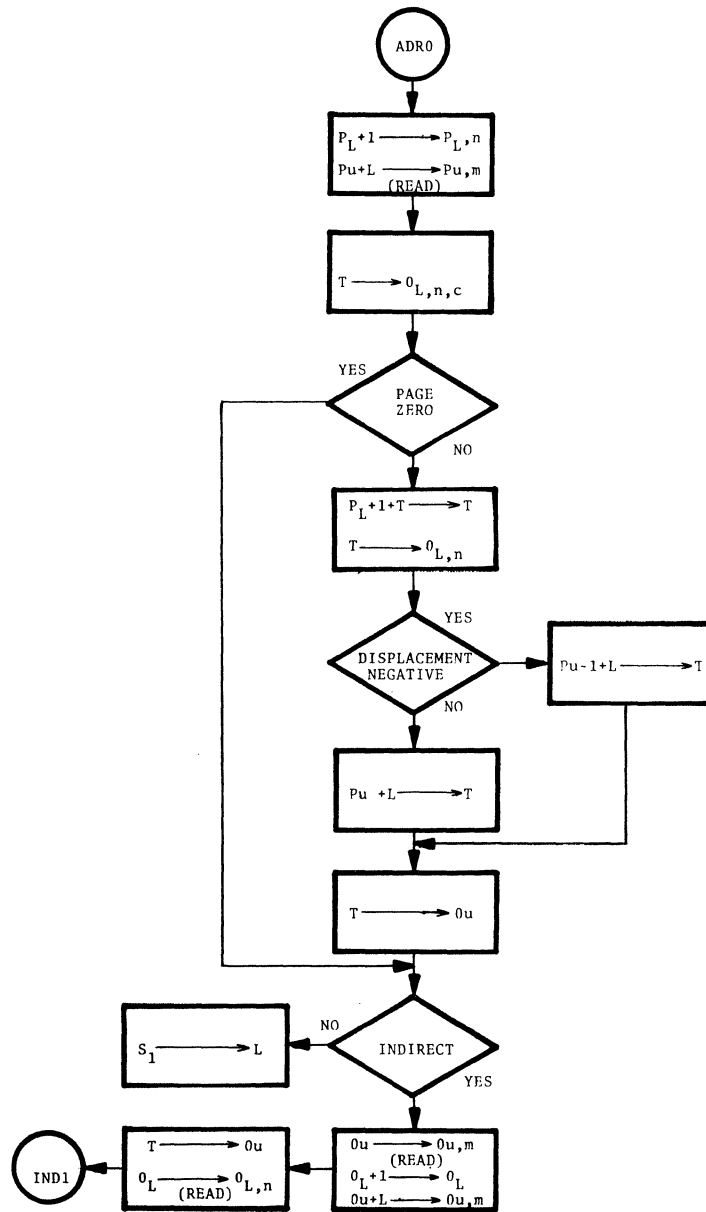 ADR0
P_L+1 ⟶ P_L,n
Pu+L ⟶ Pu,m
(READ)
T ⟶ 0_L,n,c
YES
PAGE
ZERO
NO
P_L+1+T ⟶ T
T ⟶ 0_L,n
YES
DISPLACEMENT
NEGATIVE
Pu-1+L ⟶ T
NO
Pu +L ⟶ T
T ⟶ 0u
NO
INDIRECT
S_1 ⟶ L
YES
T ⟶ 0u
0_L ⟶ 0_L,n
(READ)
IND1
0u ⟶ 0u,m
(READ)
0_L+1 ⟶ 0_L
0u+L ⟶ 0u,m